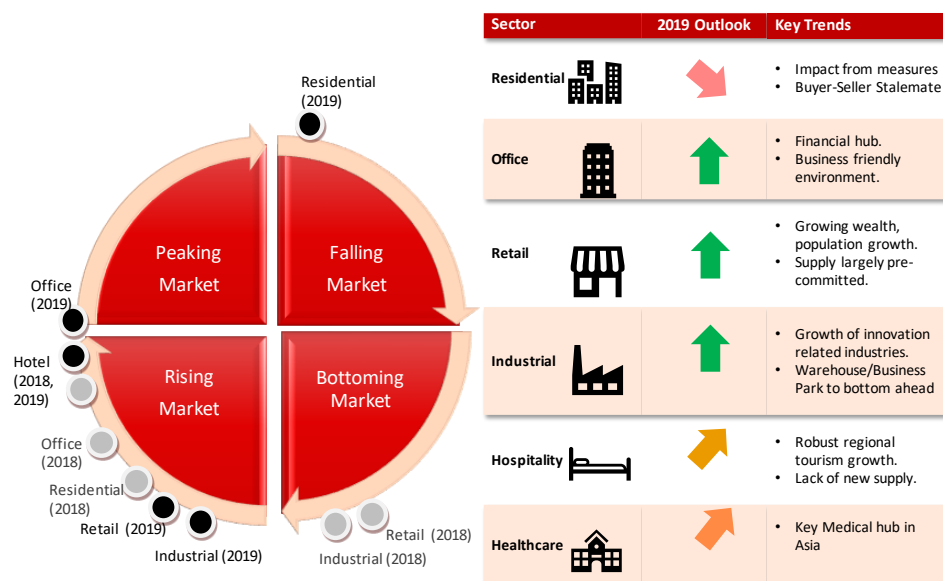 Residential
(2019)
Peaking
Market
Falling
Market
Office
(2019)
Hotel
(2018,
2019)
Rising
Market
Bottoming
Market
Office
(2018)
Residential
(2018)
Retail (2019)
Industrial (2019)
Retail (2018)
Industrial (2018)
Sector 2019 Outlook Key Trends
Residential
• Impact from measures
• Buyer-Seller Stalemate
Office
• Financial hub.
• Business friendly
environment.
Retail
• Growing wealth,
population growth.
• Supply largely pre-
committed.
Industrial
• Growth of innovation
related industries.
• Warehouse/Business
Park to bottom ahead
Hospitality
• Robust regional
tourism growth.
• Lack of new supply.
Healthcare
• Key Medical hub in
Asia